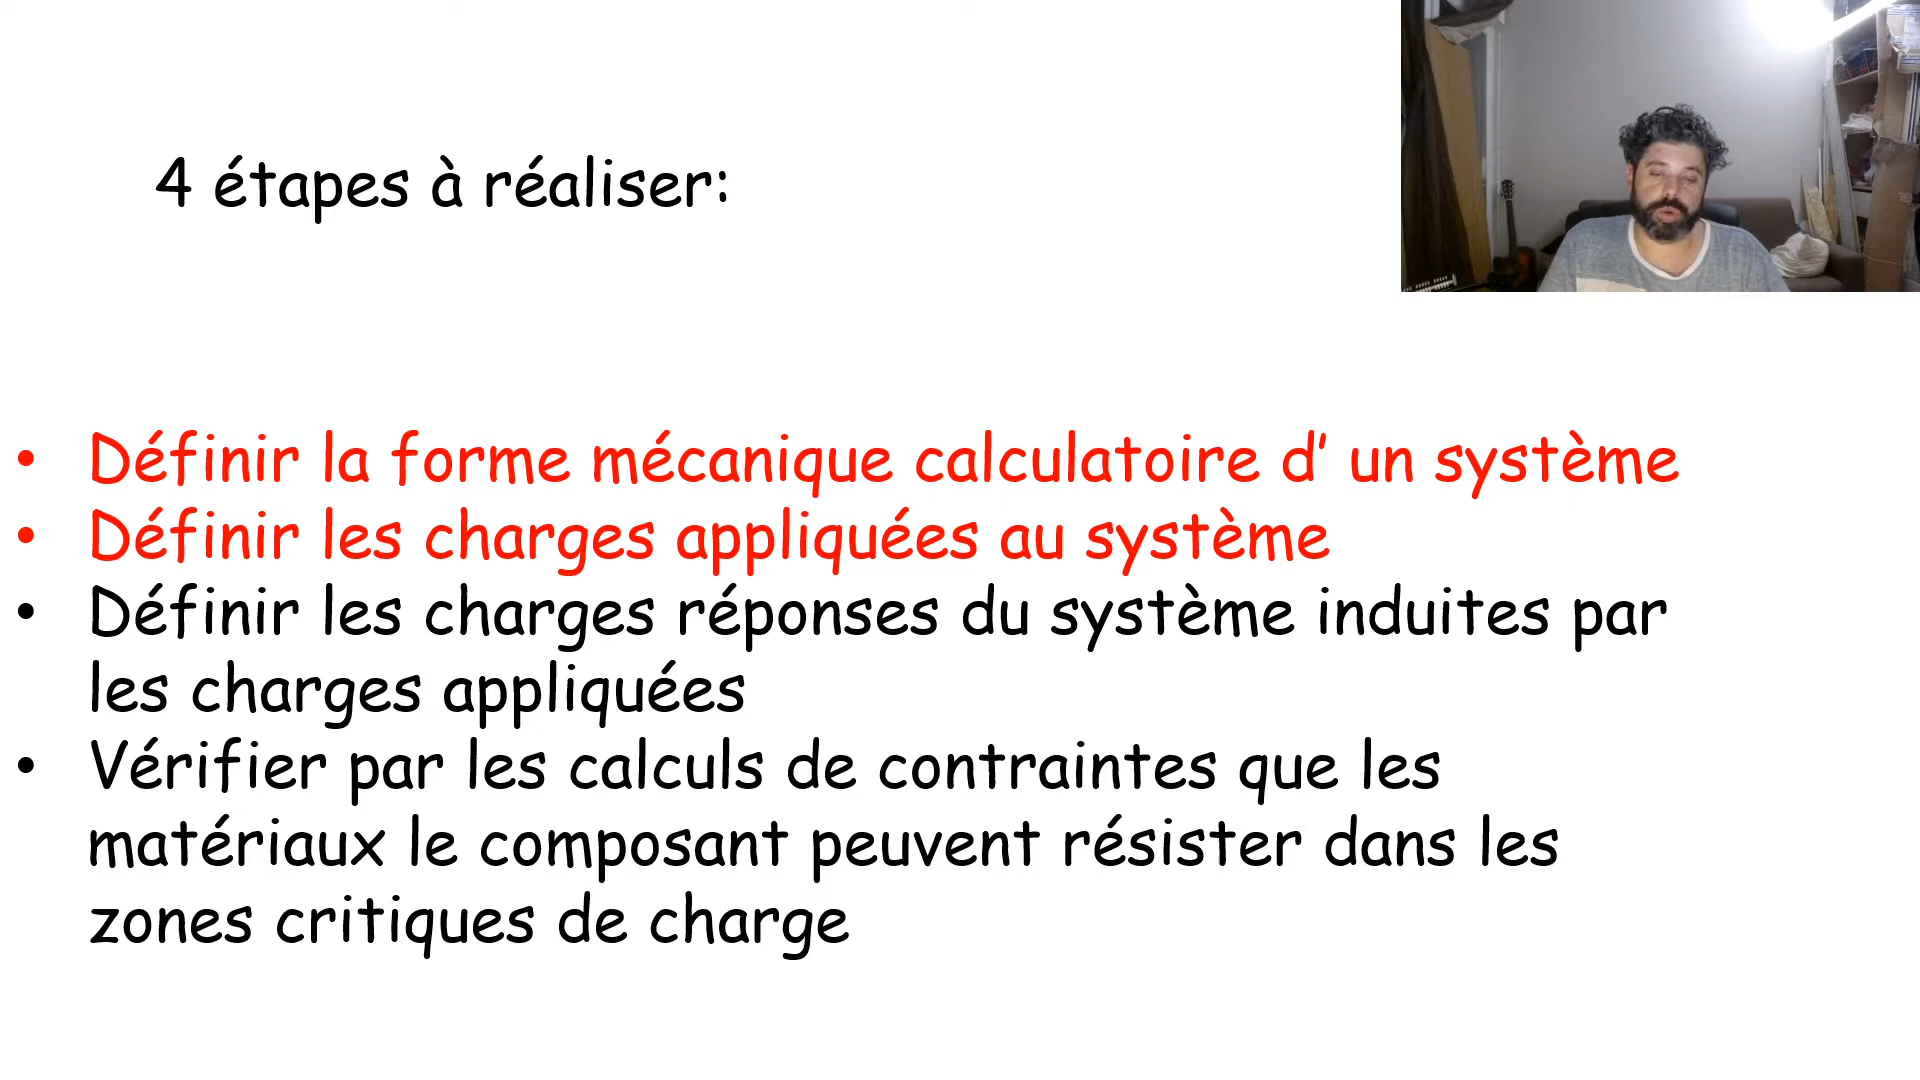 4 étapes à réaliser:
• Définir la forme mécanique calculatoire d’ un système
• Définir les charges appliquées au système
• Définir les charges réponses du système induites par
les charges appliquées
• Vérifier par les calculs de contraintes que les
matériaux le composant peuvent résister dans les
zones critiques de charge